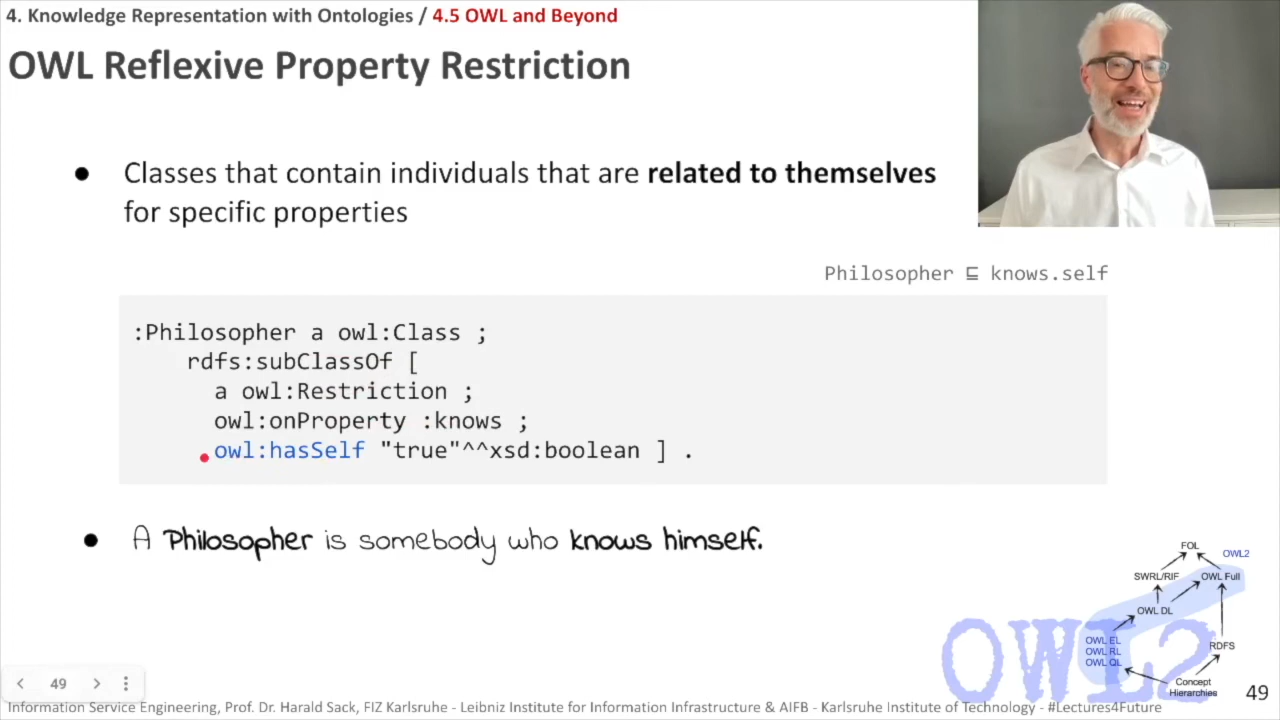 4. Knowledge Representation with Ontologies / 4.5 OWL and Beyond
OWL Reflexive Property Restriction
● Classes that contain individuals that are related to themselves
for specific properties
Philosopher ⊑ knows.self
:Philosopher a owl:Class ;
rdfs:subClassOf [
a owl:Restriction ;
owl:onProperty :knows ;
owl:hasSelf "true"^^xsd:boolean ] .
● A Philosopher is somebody who knows himself.
FOL
OWL2
SWRL/RIF
OWL Full
OWL DL
OWL EL
OWL RL
OWL QL
RDFS
Concept
Hierarchies
OWL2
49
49
Information Service Engineering, Prof. Dr. Harald Sack, FIZ Karlsruhe - Leibniz Institute for Information Infrastructure & AIFB - Karlsruhe Institute of Technology - #Lectures4Future